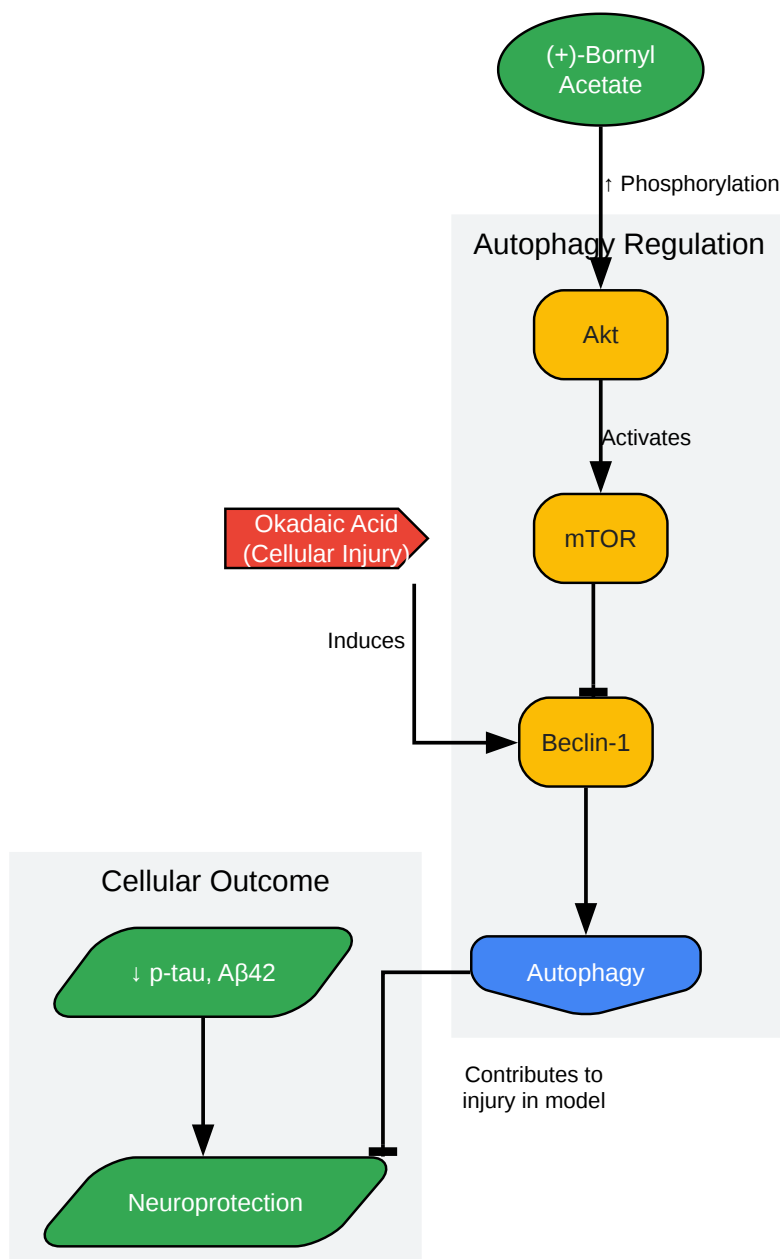 (+)-Bornyl
Acetate
↑ Phosphorylation
Autophagy Regulation
Akt
Activates
mTOR
Okadaic Acid
(Cellular Injury)
Induces
Beclin-1
Cellular Outcome
↓ p-tau, Aβ42
Autophagy
Contributes to
injury in model
Neuroprotection